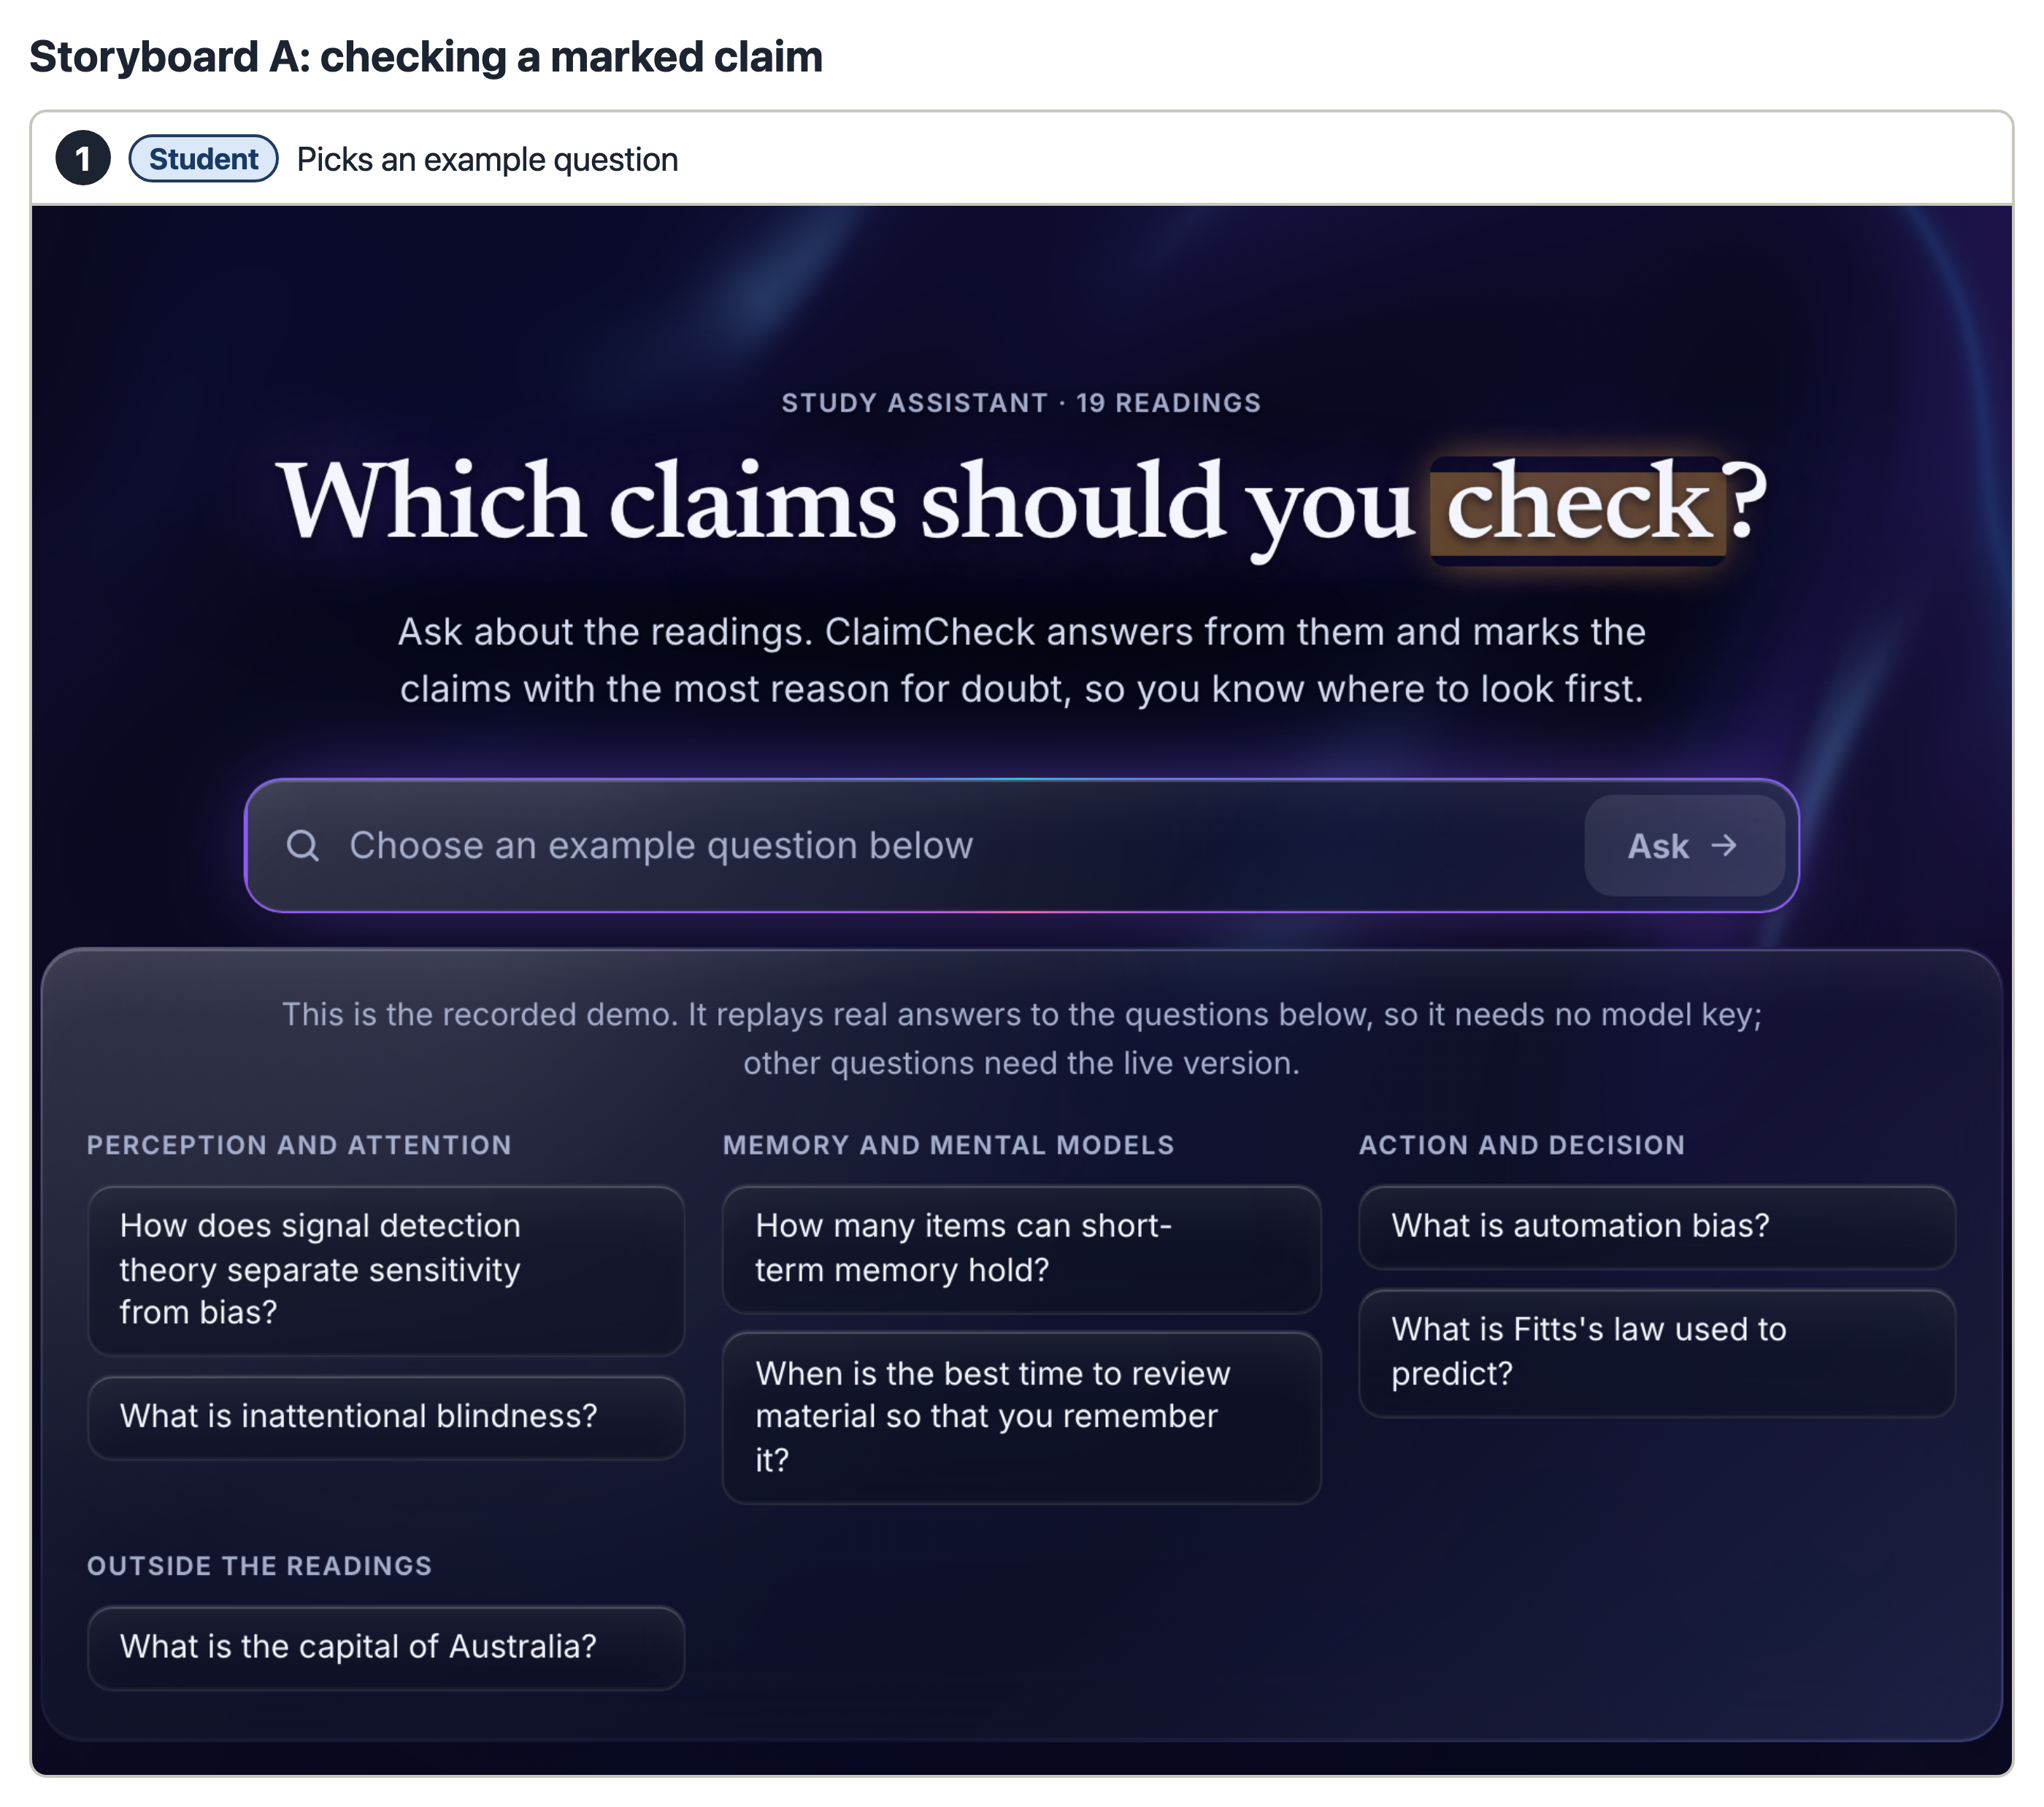 Storyboard A: checking a marked claim
1 Student Picks an example question
STUDY ASSISTANT · 19 READINGS
Which claims should you check?
Ask about the readings. ClaimCheck answers from them and marks the
claims with the most reason for doubt, so you know where to look first.
Choose an example question below
Ask →
This is the recorded demo. It replays real answers to the questions below, so it needs no model key;
other questions need the live version.
PERCEPTION AND ATTENTION
How does signal detection
theory separate sensitivity
from bias?
What is inattentional blindness?
MEMORY AND MENTAL MODELS
How many items can short-
term memory hold?
When is the best time to review
material so that you remember
it?
ACTION AND DECISION
What is automation bias?
What is Fitts's law used to
predict?
OUTSIDE THE READINGS
What is the capital of Australia?